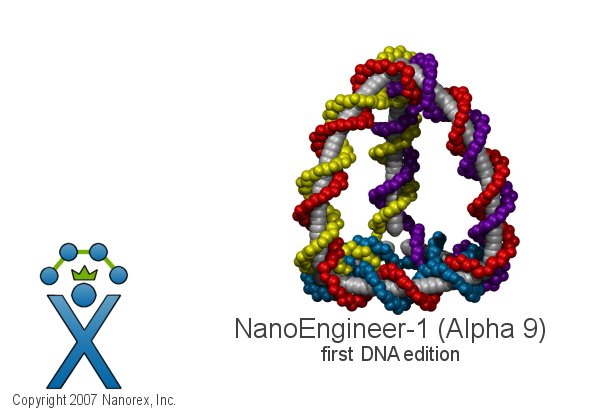 NanoEngineer-1 (Alpha 9)
first DNA edition
Copyright 2007 Nanorex, Inc.